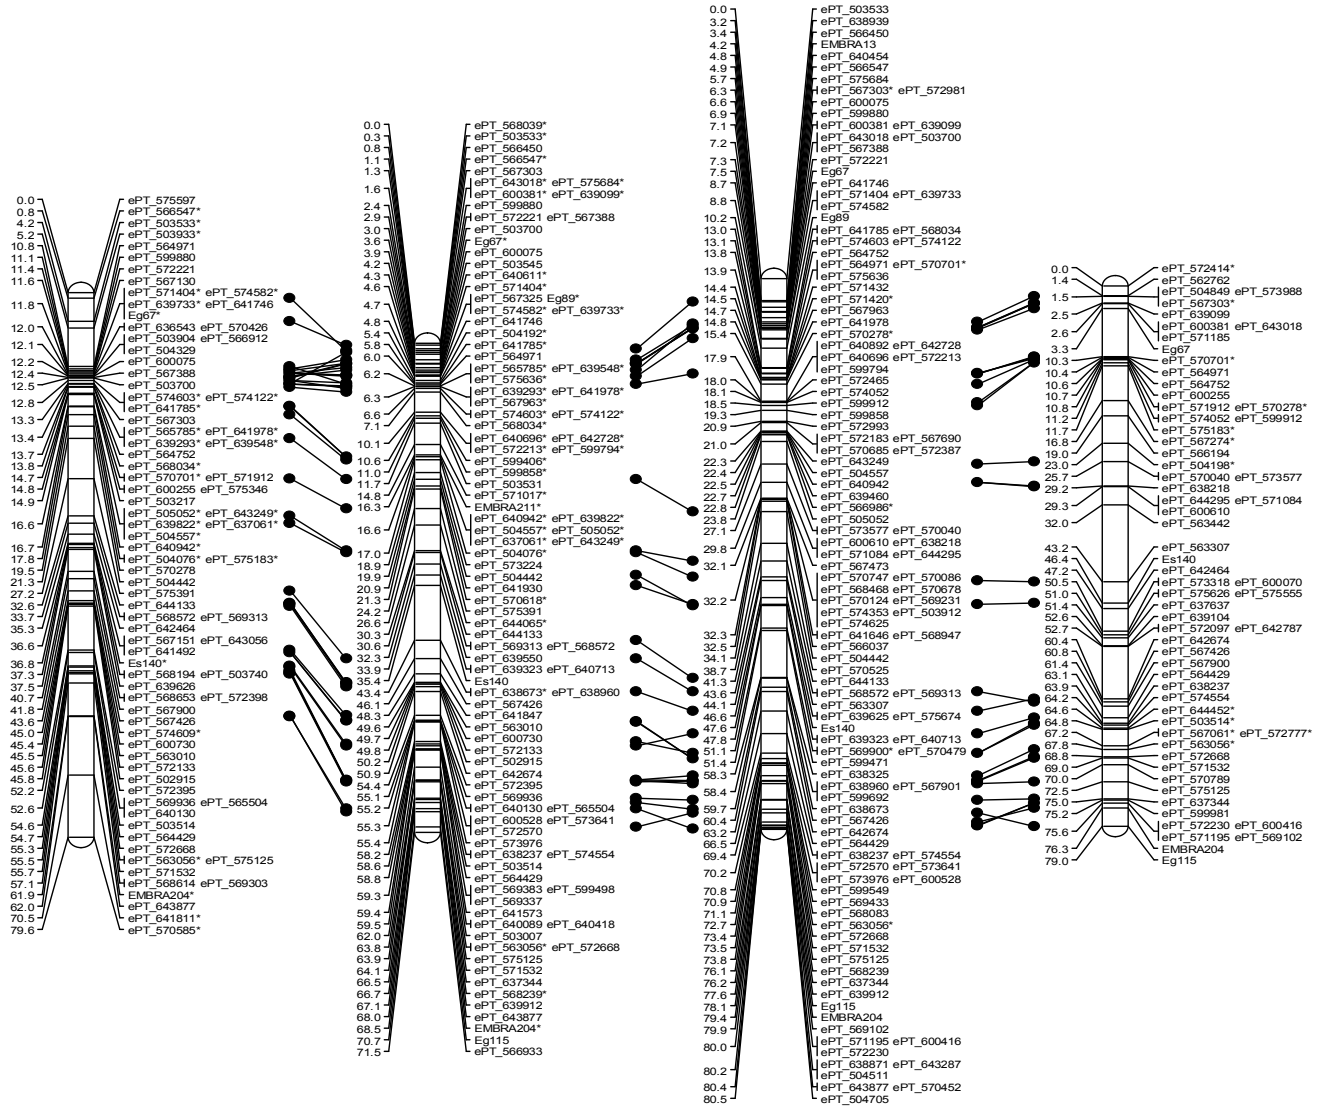 0.0 ePT_575597
0.8 ePT_566547*
4.2 ePT_503533*
5.2 ePT_503933*
10.8 ePT_564971
11.1 ePT_599880
11.4 ePT_572221
11.6 ePT_567130
ePT_571404* ePT_574582*
11.8 ePT_639733* ePT_641746
Eg67*
12.0 ePT_636543 ePT_570426
12.1 ePT_503904 ePT_566912
ePT_504329
12.2 ePT_600075
12.4 ePT_567388
12.5 ePT_503700
12.8 ePT_574603* ePT_574122*
ePT_641785*
13.3 ePT_567303
13.4 ePT_565785 ePT_641978*
ePT_639293* ePT_639548*
13.7 ePT_564752
13.8 ePT_568034*
14.7 ePT_570701* ePT_571912
14.8 ePT_600255 ePT_575346
14.9 ePT_503217
ePT_505052* ePT_643249*
16.6 ePT_639822* ePT_637061*
ePT_504557*
16.7 ePT_640942*
17.8 ePT_504076* ePT_575183*
19.5 ePT_570278
21.3 ePT_504442
27.2 ePT_575391
32.6 ePT_644133
33.7 ePT_568572 ePT_569313
35.3 ePT_642464
36.6 ePT_567151 ePT_643056
ePT_641492
36.8 Es140*
37.3 ePT_568194 ePT_503740
37.5 ePT_639626
40.7 ePT_568653 ePT_572398
41.8 ePT_567900
43.6 ePT_567426
45.0 ePT_574609*
45.4 ePT_600730
45.5 ePT_563010
45.6 ePT_572133
45.8 ePT_502915
52.2 ePT_572395
52.6 ePT_569936 ePT_565504
ePT_640130
54.6 ePT_503514
54.7 ePT_564429
55.3 ePT_572668
55.5 ePT_563056* ePT_575125
55.7 ePT_571532
57.1 ePT_568614 ePT_569303
61.9 EMBRA204*
62.0 ePT_643877
70.5 ePT_641811*
79.6 ePT_570585*
0.0 ePT_568039*
0.3 ePT_503533*
0.8 ePT_566450
1.1 ePT_566547*
1.3 ePT_567303
1.6 ePT_643018* ePT_575684*
ePT_600381* ePT_639099*
2.4 ePT_599880
2.9 ePT_572221 ePT_567388
3.0 ePT_503700
3.6 Eg67*
3.9 ePT_600075
4.2 ePT_503545
4.3 ePT_640611*
4.6 ePT_571404*
4.7 ePT_567325 Eg89*
ePT_574582* ePT_639733*
4.8 ePT_641746
5.4 ePT_504192*
5.8 ePT_641785*
6.0 ePT_564971
6.2 ePT_565785* ePT_639548*
ePT_575636*
6.3 ePT_639293* ePT_641978*
ePT_567963*
6.6 ePT_574603* ePT_574122*
7.1 ePT_568034*
10.1 ePT_640696* ePT_642728*
ePT_572213* ePT_599794*
10.6 ePT_599406*
11.0 ePT_599858*
11.7 ePT_503531
14.8 ePT_571017*
16.3 EMBRA211*
ePT_640942* ePT_639822*
16.6 ePT_504557* ePT_505052*
ePT_637061* ePT_643249*
17.0 ePT_504076*
18.9 ePT_573224
19.9 ePT_504442
20.9 ePT_641930
21.3 ePT_570618*
24.2 ePT_575391
26.6 ePT_644065*
30.3 ePT_644133
30.6 ePT_569313 ePT_568572
32.3 ePT_639550
33.9 ePT_639323 ePT_640713
35.4 Es140
43.4 ePT_638673* ePT_638960
46.1 ePT_567426
48.3 ePT_641847
49.6 ePT_563010
49.7 ePT_600730
49.8 ePT_572133
50.2 ePT_502915
50.9 ePT_642674
54.4 ePT_572395
55.1 ePT_569936
55.2 ePT_640130 ePT_565504
55.3 ePT_600528 ePT_573641
ePT_572570
55.4 ePT_573976
58.2 ePT_638237 ePT_574554
58.6 ePT_503514
58.8 ePT_564429
59.3 ePT_569383 ePT_599498
ePT_569337
59.4 ePT_641573
59.5 ePT_640089 ePT_640418
62.0 ePT_503007
63.8 ePT_563056* ePT_572668
63.9 ePT_575125
64.1 ePT_571532
66.5 ePT_637344
66.7 ePT_568239*
67.1 ePT_639912
68.0 ePT_643877
68.5 EMBRA204*
70.7 Eg115
71.5 ePT_566933
0.0 ePT_503533
3.2 ePT_638939
3.4 ePT_566450
4.2 EMBRA13
4.8 ePT_640454
4.9 ePT_566547
5.7 ePT_575684
6.3 ePT_567303* ePT_572981
6.6 ePT_600075
6.9 ePT_599880
7.1 ePT_600381 ePT_639099
7.2 ePT_643018 ePT_503700
ePT_567388
7.3 ePT_572221
7.5 Eg67
8.7 ePT_641746
8.8 ePT_571404 ePT_639733
ePT_574582
10.2 Eg89
13.0 ePT_641785 ePT_568034
13.1 ePT_574603 ePT_574122
13.8 ePT_564752
13.9 ePT_564971 ePT_570701*
ePT_575636
14.4 ePT_571432
14.5 ePT_571420*
14.7 ePT_567963
14.8 ePT_641978
15.4 ePT_570278*
ePT_640892 ePT_642728
17.9 ePT_640696 ePT_572213
ePT_599794
18.0 ePT_572465
18.1 ePT_574052
18.5 ePT_599912
19.3 ePT_599858
20.9 ePT_572993
21.0 ePT_572183 ePT_567690
ePT_570685 ePT_572387
22.3 ePT_643249
22.4 ePT_504557
22.5 ePT_640942
22.7 ePT_639460
22.8 ePT_566986*
23.8 ePT_505052
27.1 ePT_573577 ePT_570040
29.8 ePT_600610 ePT_638218
ePT_571084 ePT_644295
32.1 ePT_567473
ePT_570747 ePT_570086
ePT_568468 ePT_570678
32.2 ePT_570124 ePT_569231
ePT_574353 ePT_503912
ePT_574625
32.3 ePT_641646 ePT_568947
32.5 ePT_566037
34.1 ePT_504442
38.7 ePT_570525
41.3 ePT_644133
43.6 ePT_568572 ePT_569313
44.1 ePT_563307
46.6 ePT_639625 ePT_575674
47.6 Es140
47.8 ePT_639323 ePT_640713
51.1 ePT_569900* ePT_570479
51.4 ePT_599471
58.3 ePT_638325
58.4 ePT_638960 ePT_567901
ePT_599692
59.7 ePT_638673
60.4 ePT_567426
63.2 ePT_642674
66.5 ePT_564429
69.4 ePT_638237 ePT_574554
70.2 ePT_572570 ePT_573641
ePT_573976 ePT_600528
70.8 ePT_599549
70.9 ePT_569433
71.1 ePT_568083
72.7 ePT_563056*
73.4 ePT_572668
73.5 ePT_571532
73.8 ePT_575125
76.1 ePT_568239
76.2 ePT_637344
77.6 ePT_639912
78.1 Eg115
79.4 EMBRA204
79.9 ePT_569102
80.0 ePT_571195 ePT_600416
ePT_572230
80.2 ePT_638871 ePT_643287
ePT_504511
80.4 ePT_643877 ePT_570452
80.5 ePT_504705
0.0 ePT_572414*
1.4 ePT_562762
1.5 ePT_504849 ePT_573988
ePT_567303*
2.5 ePT_639099
2.6 ePT_600381 ePT_643018
ePT_571185
3.3 Eg67
10.3 ePT_570701*
10.4 ePT_564971
10.6 ePT_564752
10.7 ePT_600255
10.8 ePT_571912 ePT_570278*
11.2 ePT_574052 ePT_599912
11.7 ePT_575183*
16.8 ePT_567274*
19.0 ePT_566194
23.0 ePT_504198*
25.7 ePT_570040 ePT_573577
29.2 ePT_638218
29.3 ePT_644295 ePT_571084
ePT_600610
32.0 ePT_563442
43.2 ePT_563307
46.4 Es140
47.2 ePT_642464
50.5 ePT_573318 ePT_600070
51.0 ePT_575626 ePT_575555
51.4 ePT_637637
52.6 ePT_639104
52.7 ePT_572097 ePT_642787
60.4 ePT_642674
60.8 ePT_567426
61.4 ePT_567900
63.1 ePT_564429
63.9 ePT_638237
64.2 ePT_574554
64.6 ePT_644452*
64.8 ePT_503514*
67.2 ePT_567061* ePT_572777*
67.8 ePT_563056*
68.8 ePT_572668
69.0 ePT_571532
70.0 ePT_570789
72.5 ePT_575125
75.0 ePT_637344
75.2 ePT_599981
75.6 ePT_572230 ePT_600416
ePT_571195 ePT_569102
76.3 EMBRA204
79.0 Eg115